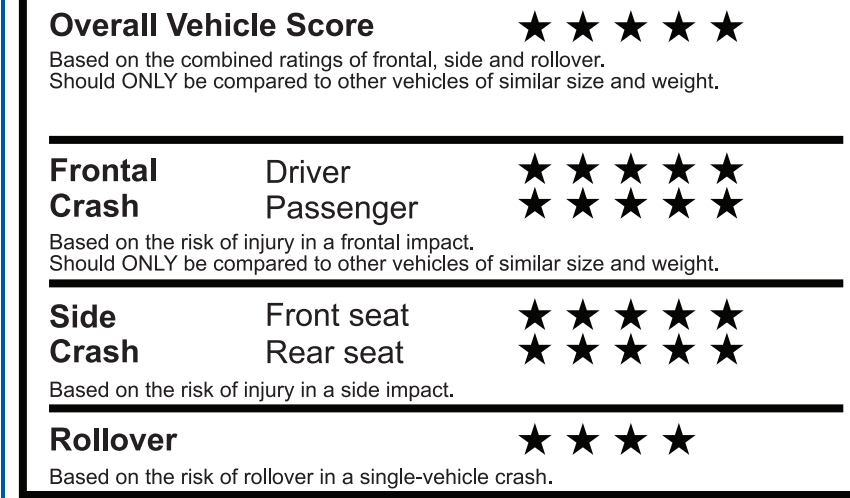 Overall Vehicle Score ★ ★ ★ ★ ★
Based on the combined ratings of frontal, side and rollover.
Should ONLY be compared to other vehicles of similar size and weight.
Frontal Driver ★ ★ ★ ★ ★
Crash Passenger ★ ★ ★ ★ ★
Based on the risk of injury in a frontal impact.
Should ONLY be compared to other vehicles of similar size and weight.
Side Front seat ★ ★ ★ ★ ★
Crash Rear seat ★ ★ ★ ★ ★
Based on the risk of injury in a side impact.
Rollover ★ ★ ★ ★
Based on the risk of rollover in a single-vehicle crash.